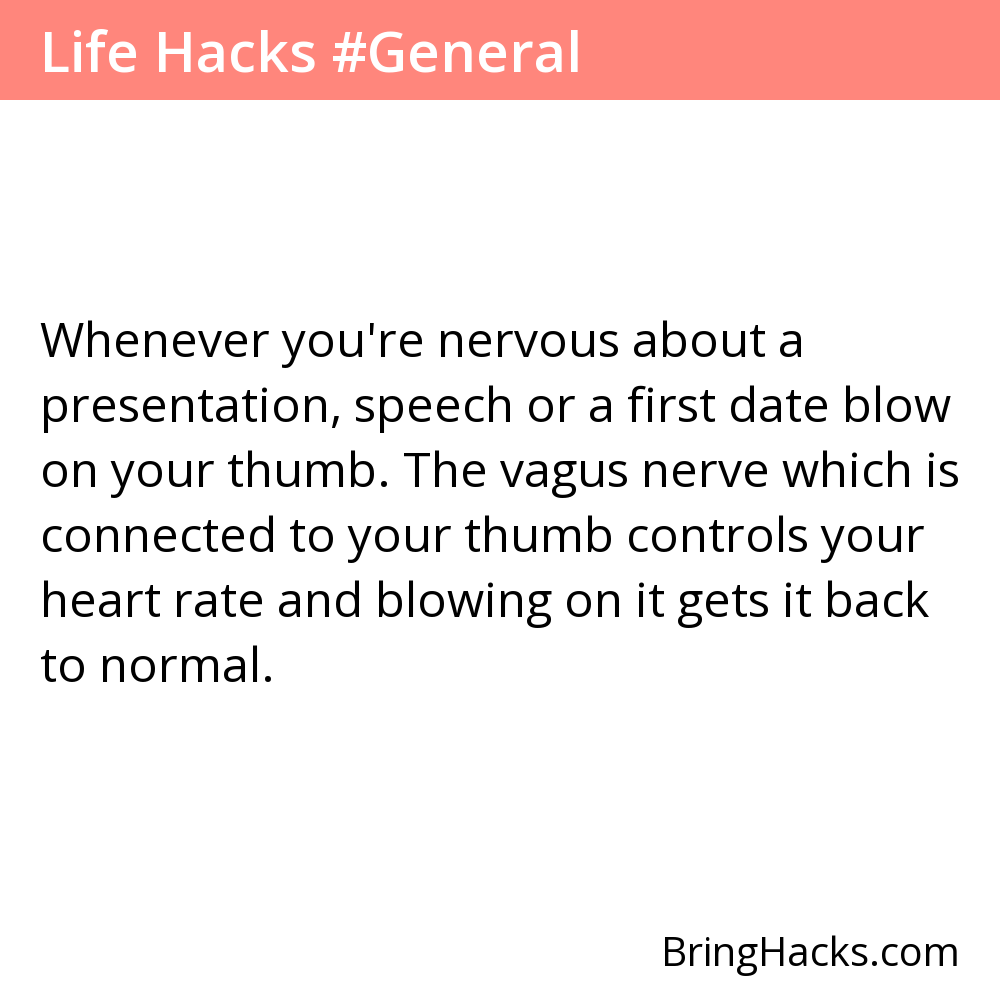 Life Hacks #General
Whenever you're nervous about a
presentation, speech or a first date blow
on your thumb. The vagus nerve which is
connected to your thumb controls your
heart rate and blowing on it gets it back
to normal.
BringHacks.com